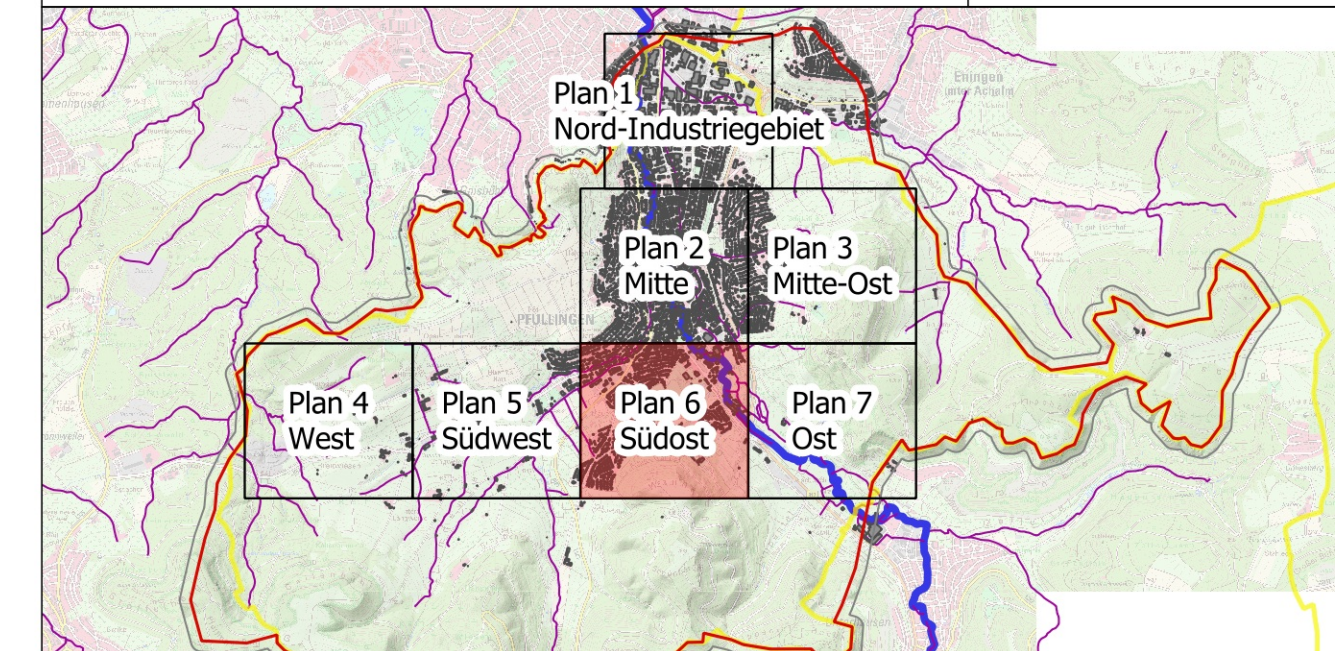 Eningen
unter Achalm
Plan 1
Nord-Industriegebiet
Plan 2
Mitte
Plan 3
Mitte-Ost
PFULLINGEN
Plan 4
West
Plan 5
Südwest
Plan 6
Südost
Plan 7
Ost